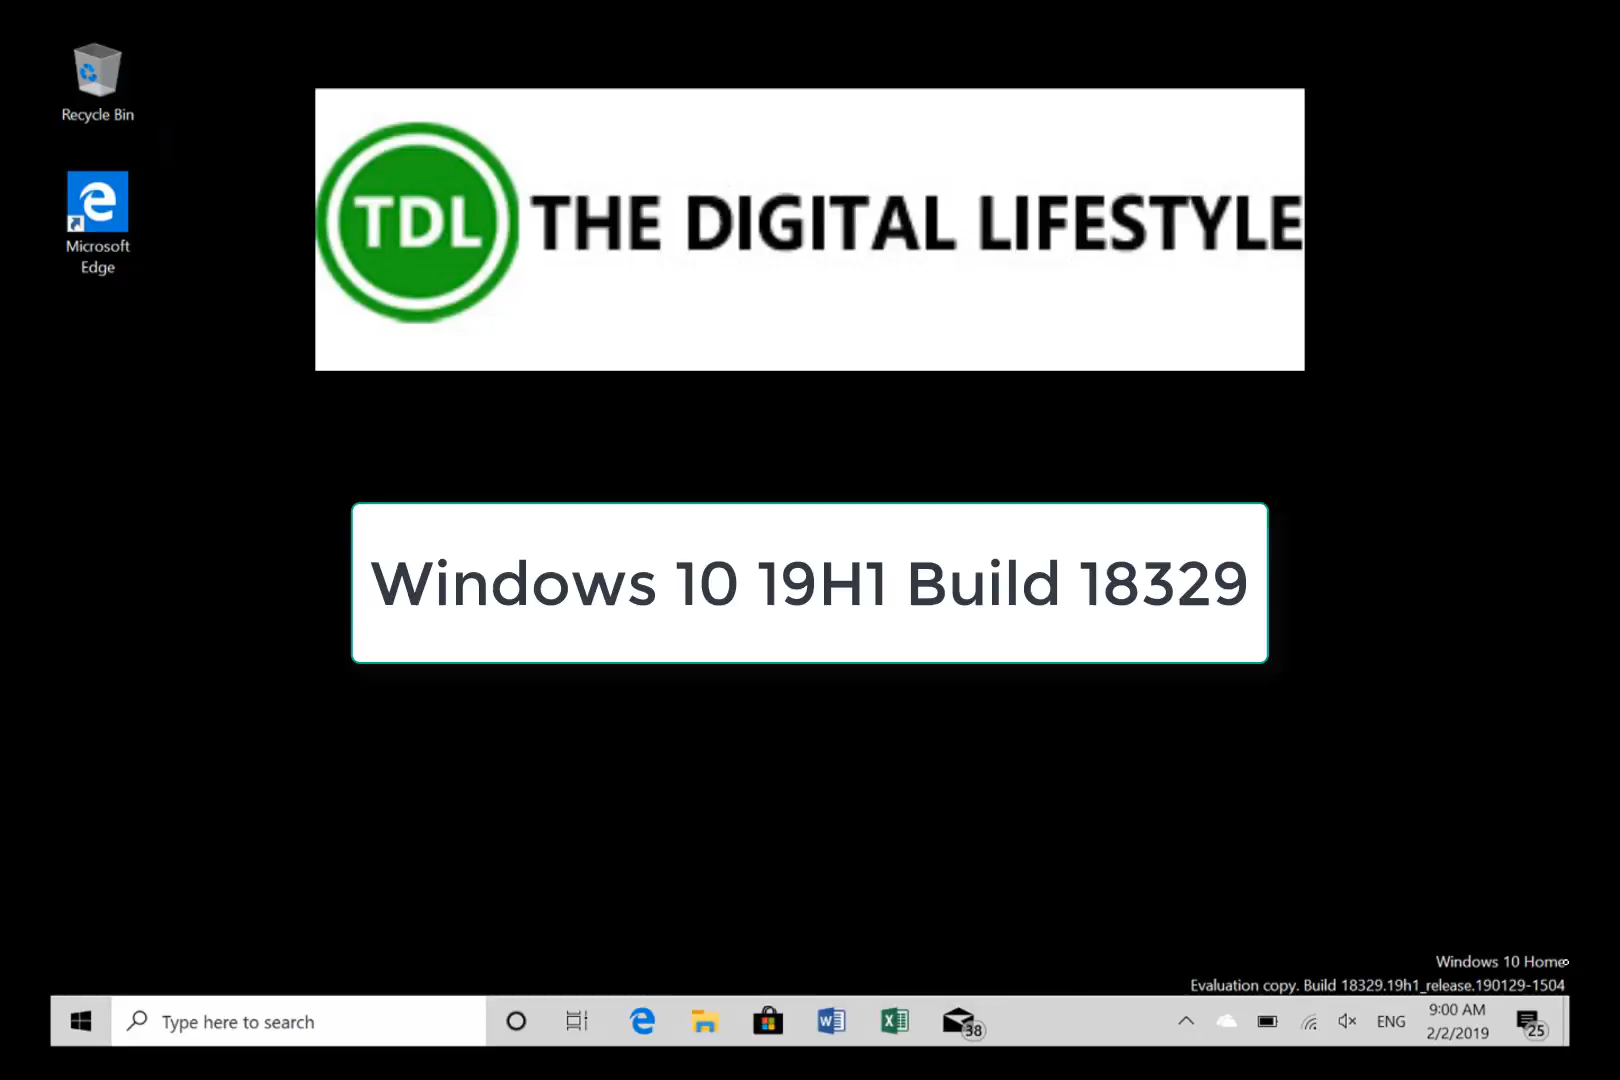 Recycle Bin
Microsoft
Edge
TDL THE DIGITAL LIFESTYLE
Windows 10 19H1 Build 18329
Windows 10 Home
Evaluation copy. Build 18329.19h1_release.190129-1504
Type here to search
38
ENG
9:00 AM
2/2/2019
25